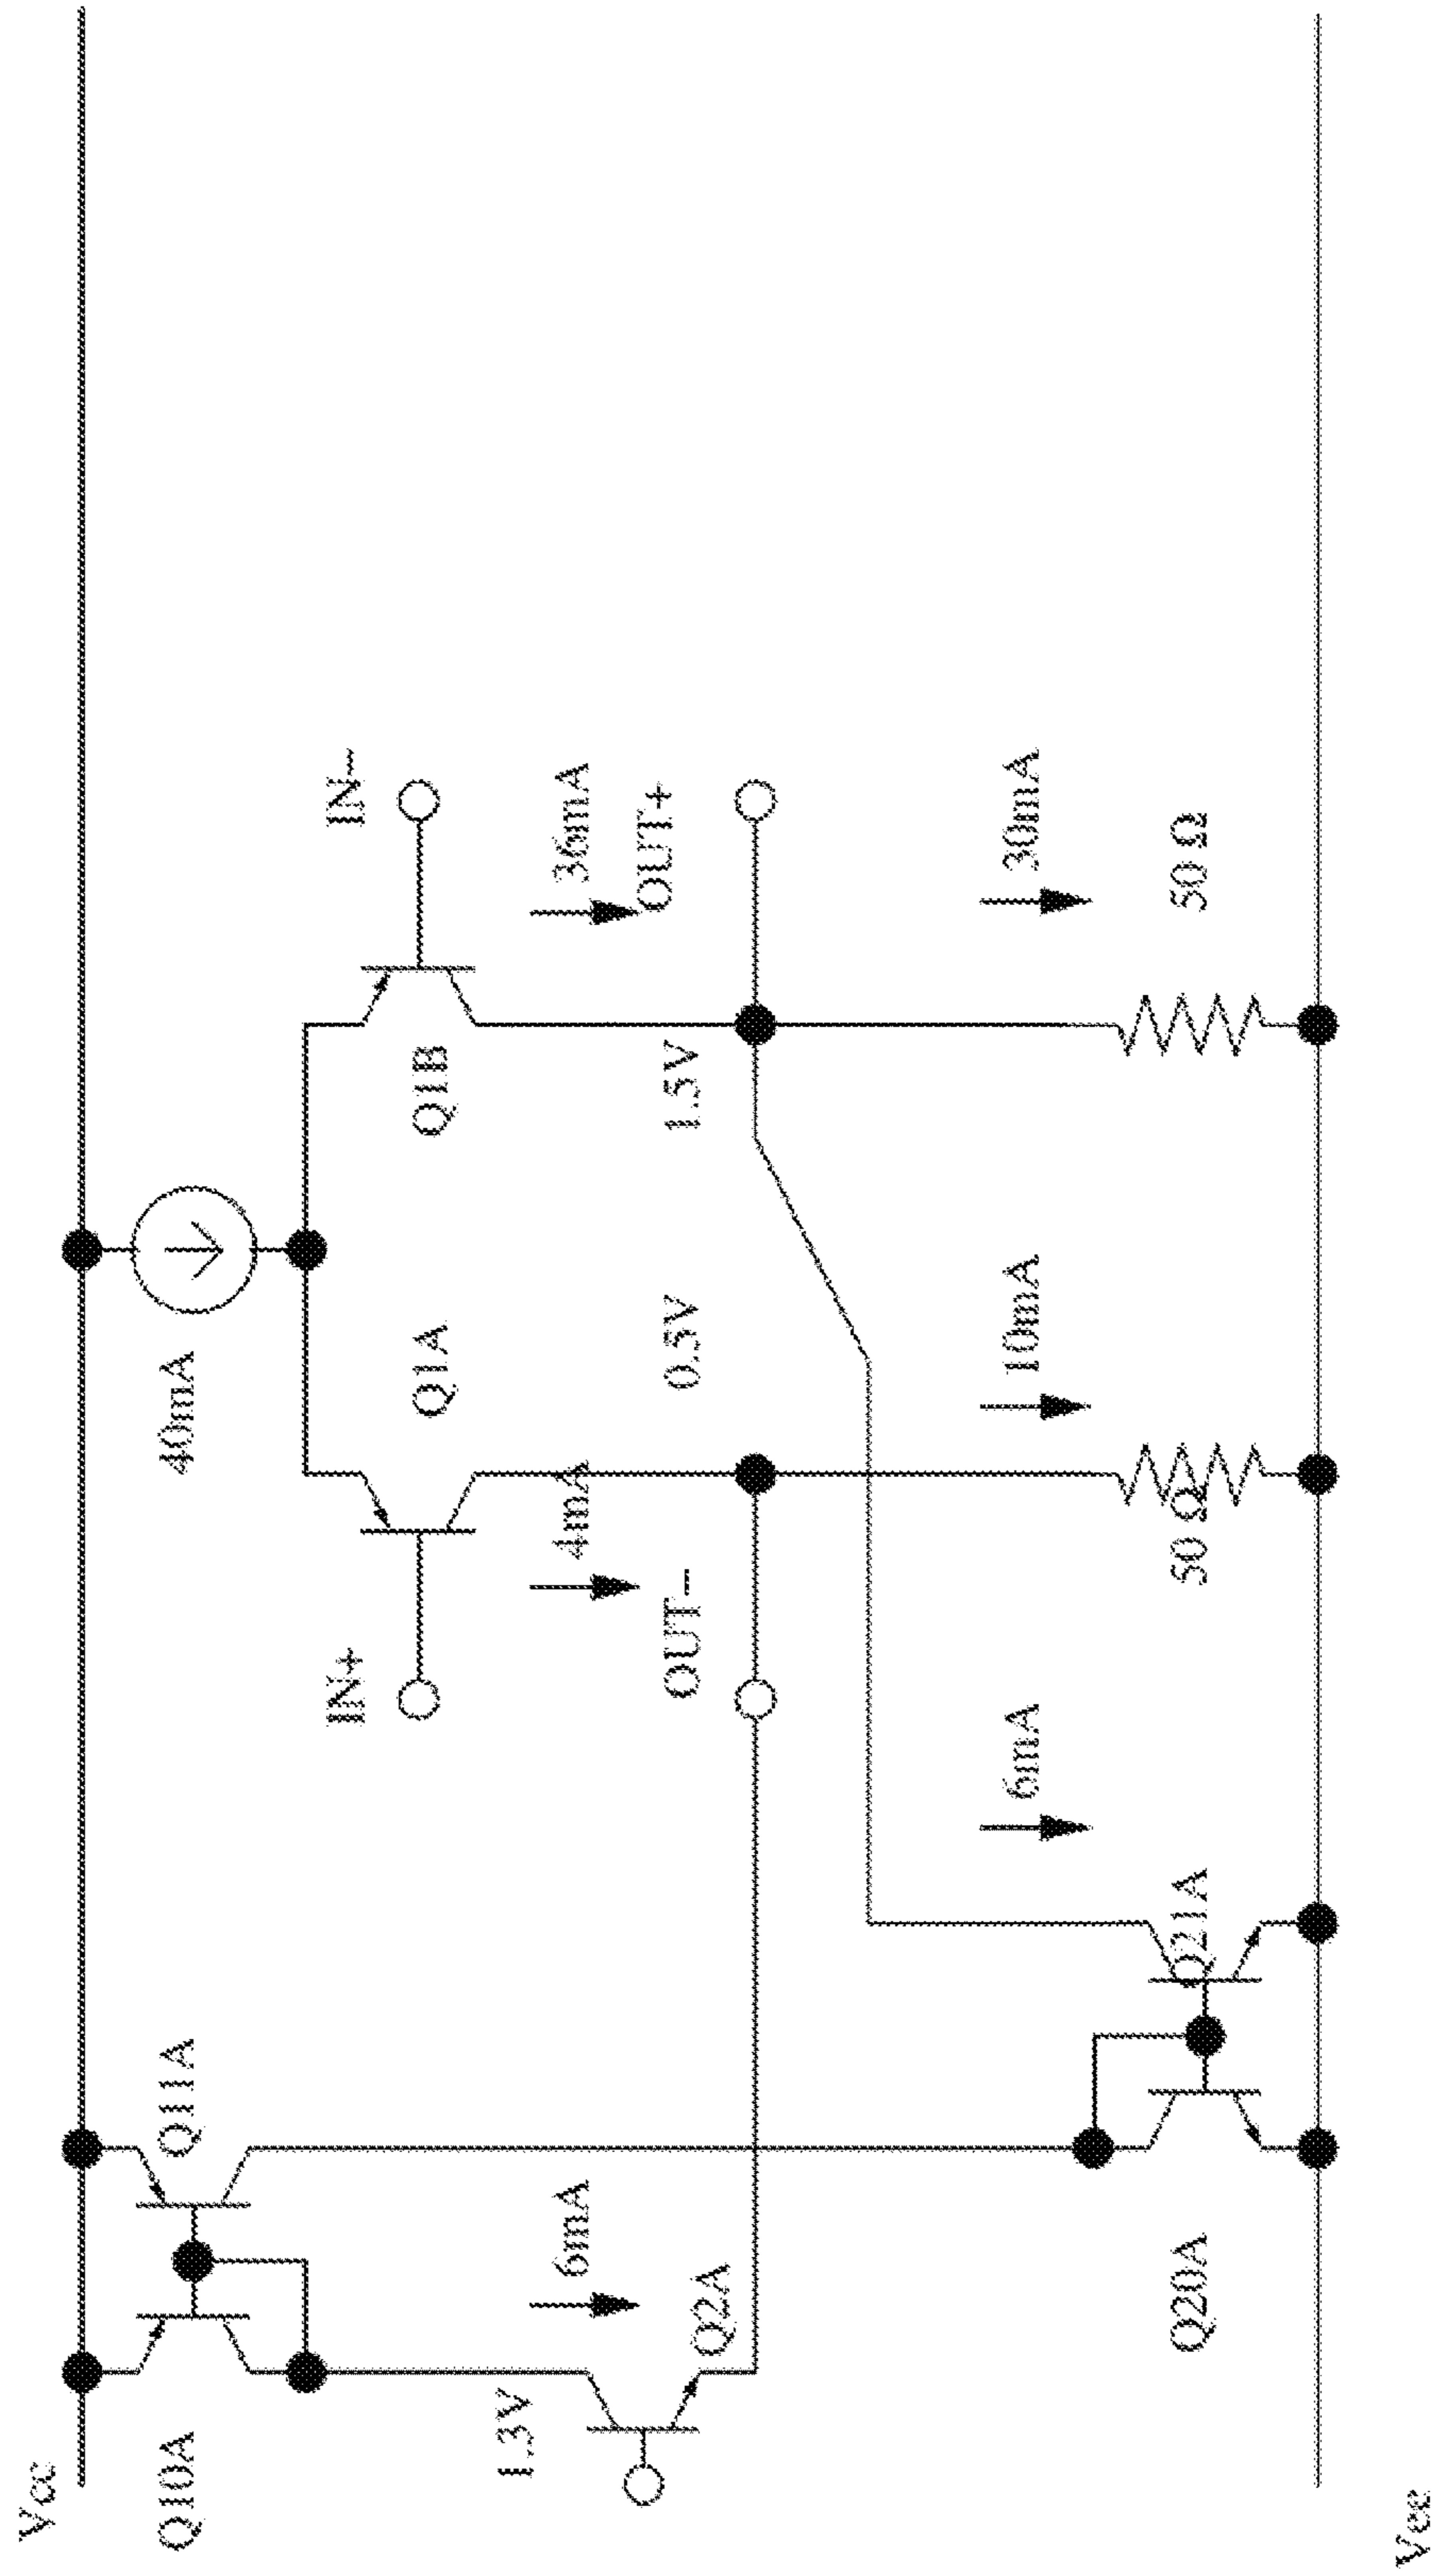 Vcc
Q10A
Q11A
40mA
IN+
Q1A
Q1B
IN−
1.3V
6mA
4mA
36mA
Q2A
OUT−
0.5V
1.5V
OUT+
6mA
10mA
30mA
Q20A
Q21A
50 Ω
50 Ω
Vee